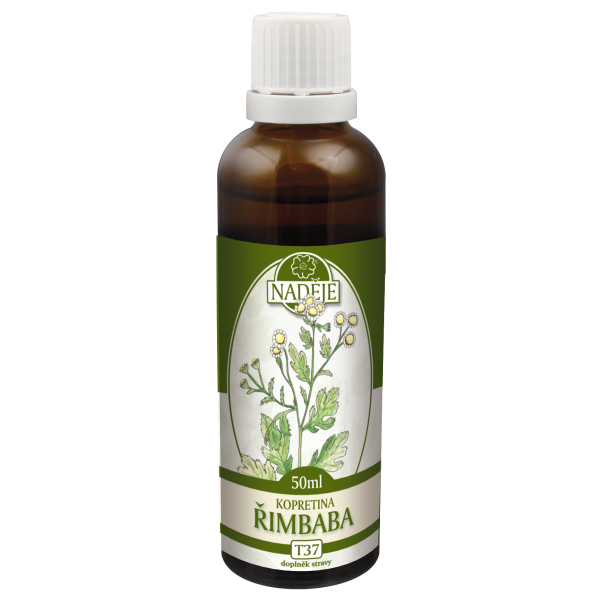 NADĚJE
50ml
KOPRETINA
ŘIMBABA
T37
doplněk stravy